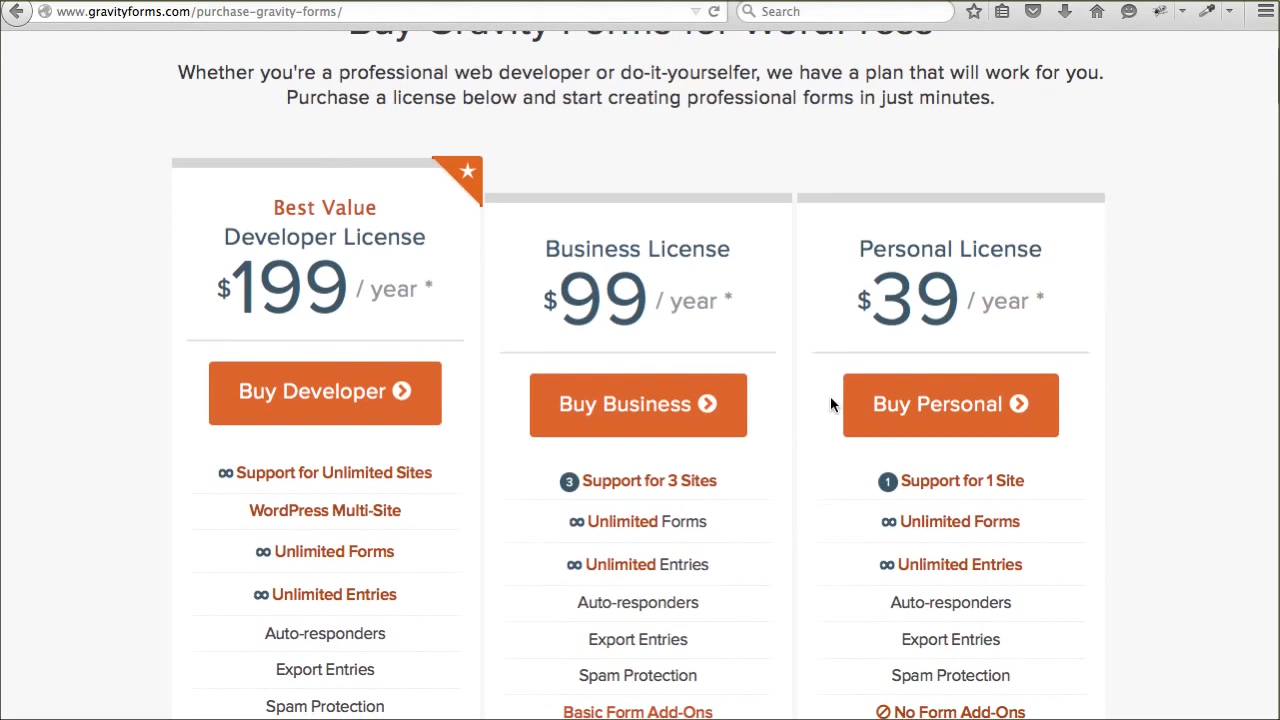 www.gravityforms.com/purchase-gravity-forms/
Search
Buy Gravity Forms for WordPress
Whether you're a professional web developer or do-it-yourselfer, we have a plan that will work for you.
Purchase a license below and start creating professional forms in just minutes.
Best Value
Developer License
$199 / year *
Buy Developer
∞ Support for Unlimited Sites
WordPress Multi-Site
∞ Unlimited Forms
∞ Unlimited Entries
Auto-responders
Export Entries
Spam Protection
Business License
$99 / year *
Buy Business
3 Support for 3 Sites
∞ Unlimited Forms
∞ Unlimited Entries
Auto-responders
Export Entries
Spam Protection
Basic Form Add-Ons
Personal License
$39 / year *
Buy Personal
1 Support for 1 Site
∞ Unlimited Forms
∞ Unlimited Entries
Auto-responders
Export Entries
Spam Protection
No Form Add-Ons